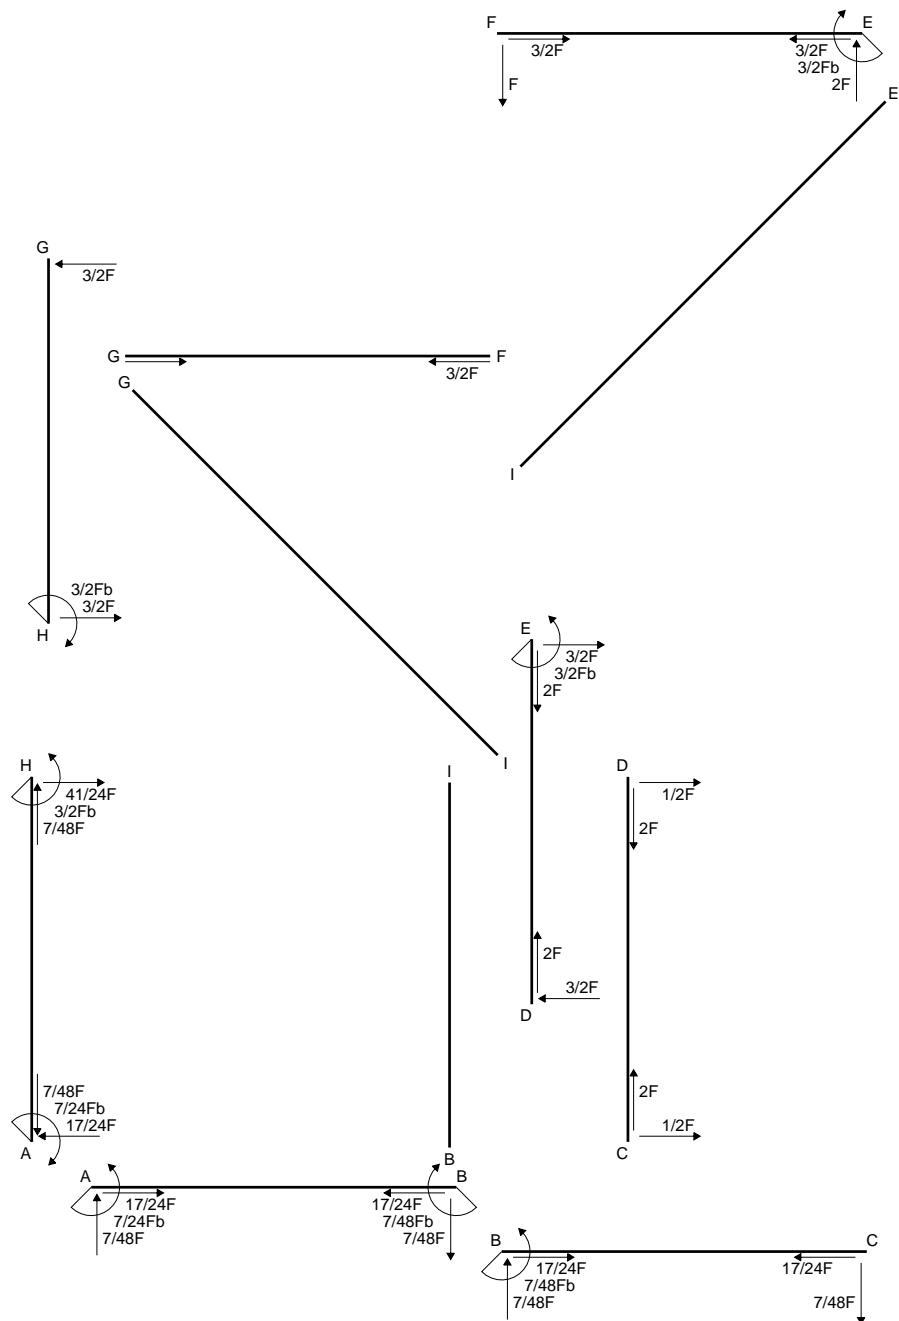 F
E
3/2F
3/2F
3/2Fb
F
2F
E
G
3/2F
G
F
3/2F
G
I
3/2Fb
3/2F
H
E
3/2F
3/2Fb
2F
I
H
41/24F
3/2Fb
7/48F
I
D
1/2F
2F
2F
3/2F
D
7/48F
7/24Fb
17/24F
A
2F
1/2F
C
B
A
B
17/24F
7/24Fb
7/48F
17/24F
7/48Fb
7/48F
B
C
17/24F
7/48Fb
7/48F
17/24F
7/48F